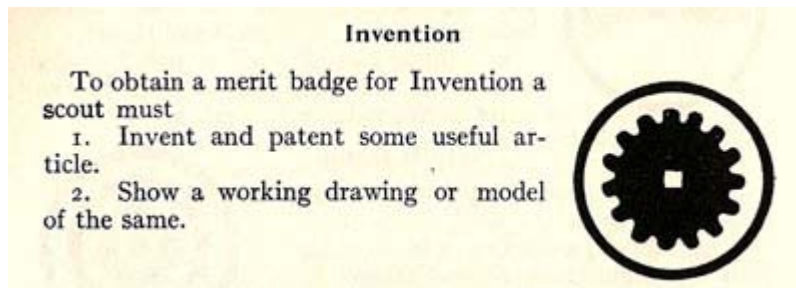 Invention
To obtain a merit badge for Invention a
scout must
1. Invent and patent some useful ar-
ticle.
2. Show a working drawing or model
of the same.